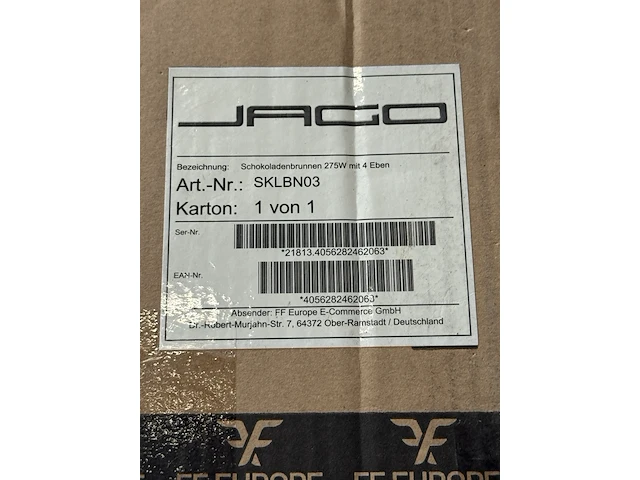 JAGO
Bezeichnung: Schokoladenbrunnen 275W mit 4 Eben
Art.-Nr.: SKLBN03
Karton: 1 von 1
Ser-Nr.
*21813.4056282462063*
EAN-Nr.
*4056282462063*
Absender: FF Europe E-Commerce GmbH
Dr.-Robert-Murjahn-Str. 7, 64372 Ober-Ramstadt / Deutschland
FF EUROPE FF EUROPE